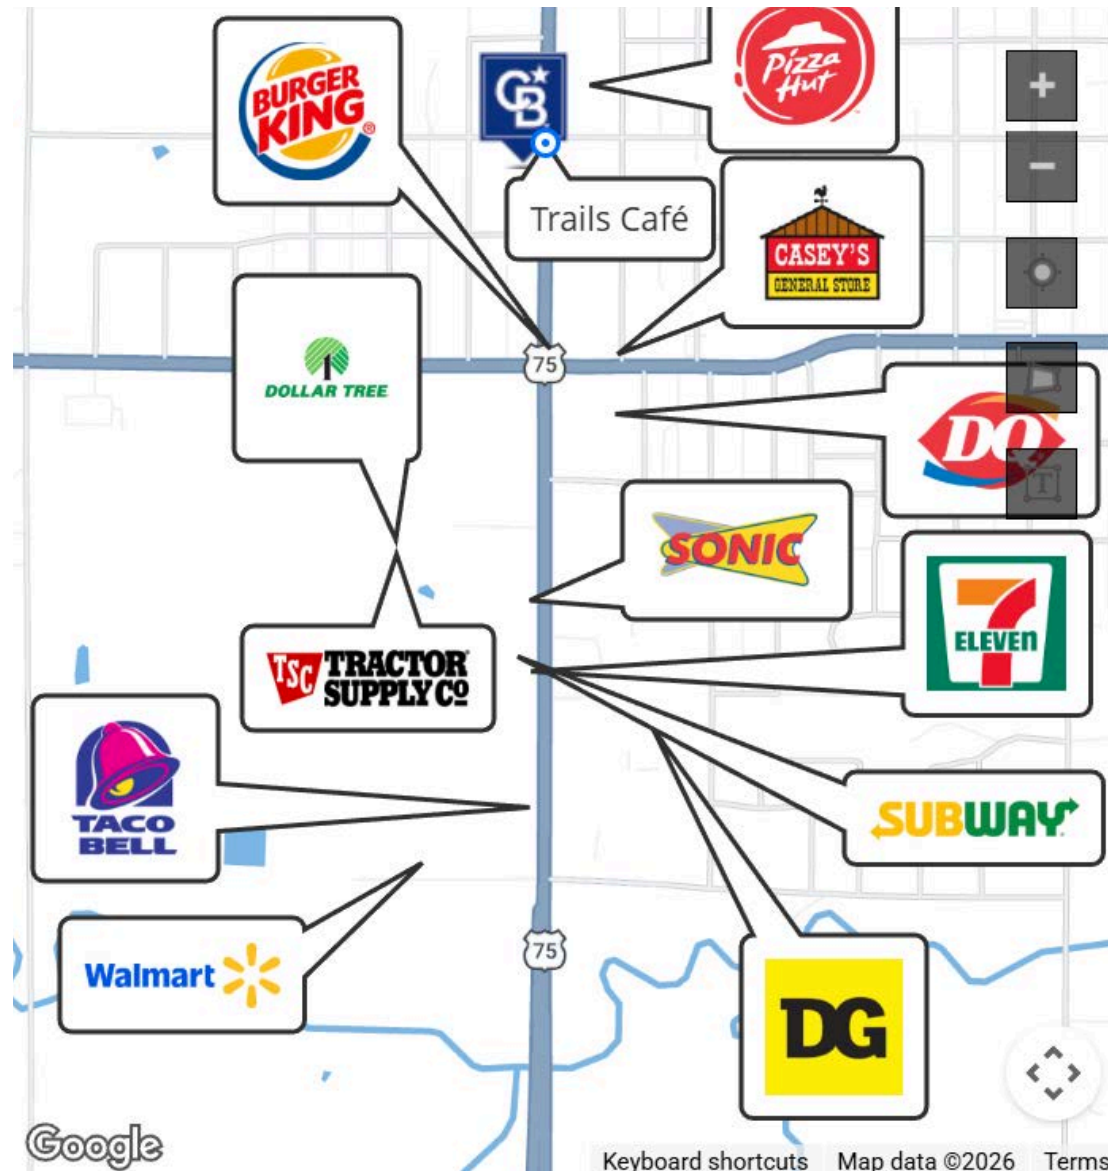 BURGER
KING®
CB
Pizza
Hut
Trails Café
CASEY'S
GENERAL STORE
DOLLAR TREE
75
DQ
T
SONIC
7
ELEVEN
TSC TRACTOR
SUPPLY CO
TACO
BELL
SUBWAY
Walmart
75
DG
Google
Keyboard shortcuts Map data ©2026 Terms